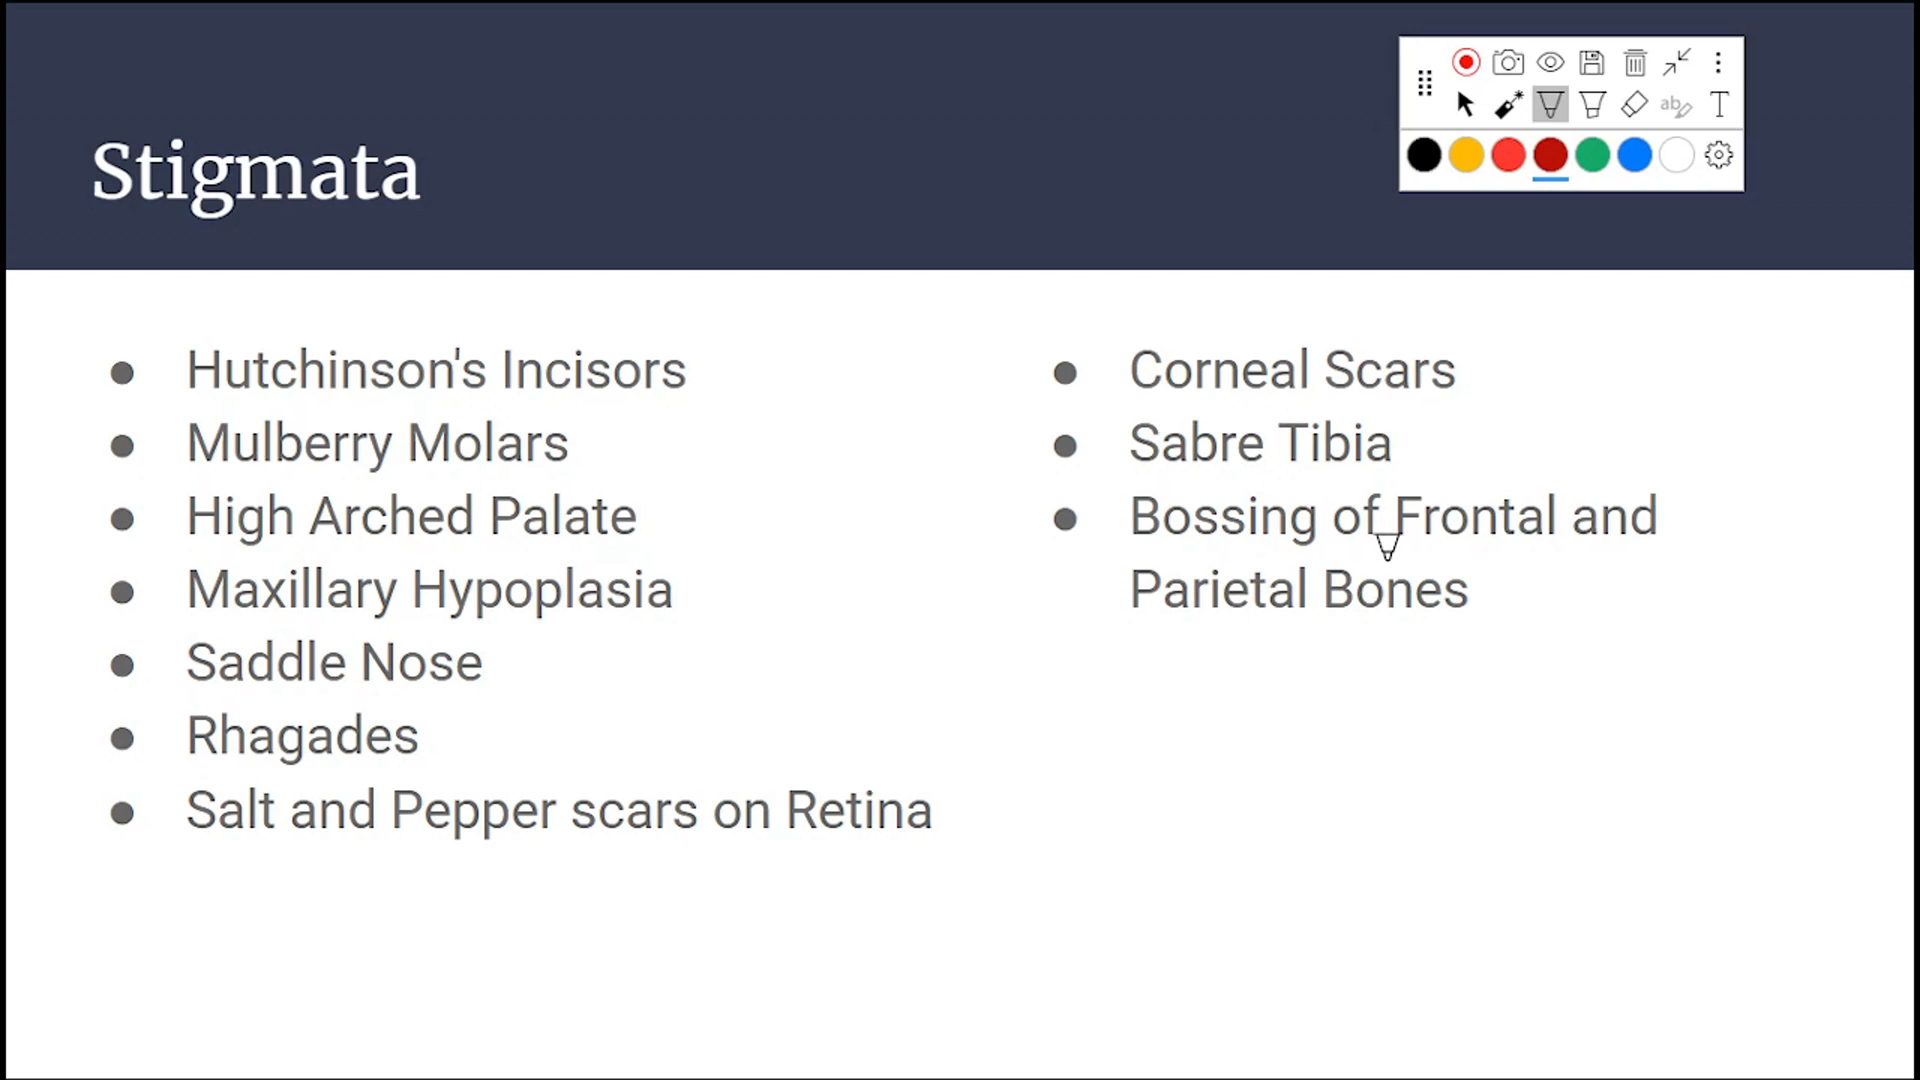 Stigmata
Hutchinson's Incisors
Mulberry Molars
High Arched Palate
Maxillary Hypoplasia
Saddle Nose
Rhagades
Salt and Pepper scars on Retina
Corneal Scars
Sabre Tibia
Bossing of Frontal and
Parietal Bones
ab
T